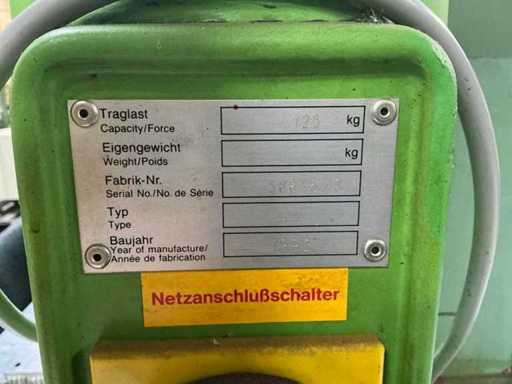 Traglast
Capacity/Force 125 kg
Eigengewicht
Weight/Poids kg
Fabrik-Nr.
Serial No./No. de Série
Typ
Type
Baujahr
Year of manufacture/
Année de fabrication
Netzanschlußschalter